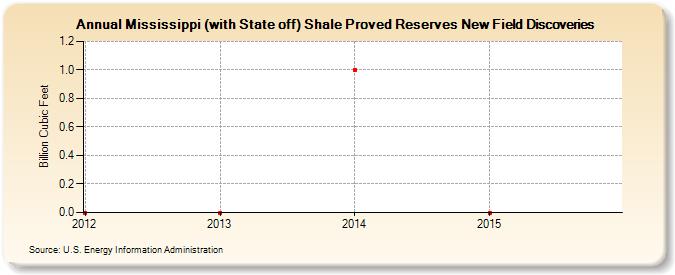 Annual Mississippi (with State off) Shale Proved Reserves New Field Discoveries
Billion Cubic Feet
1.2
1.0
0.8
0.6
0.4
0.2
0.0
2012 2013 2014 2015
Source: U.S. Energy Information Administration